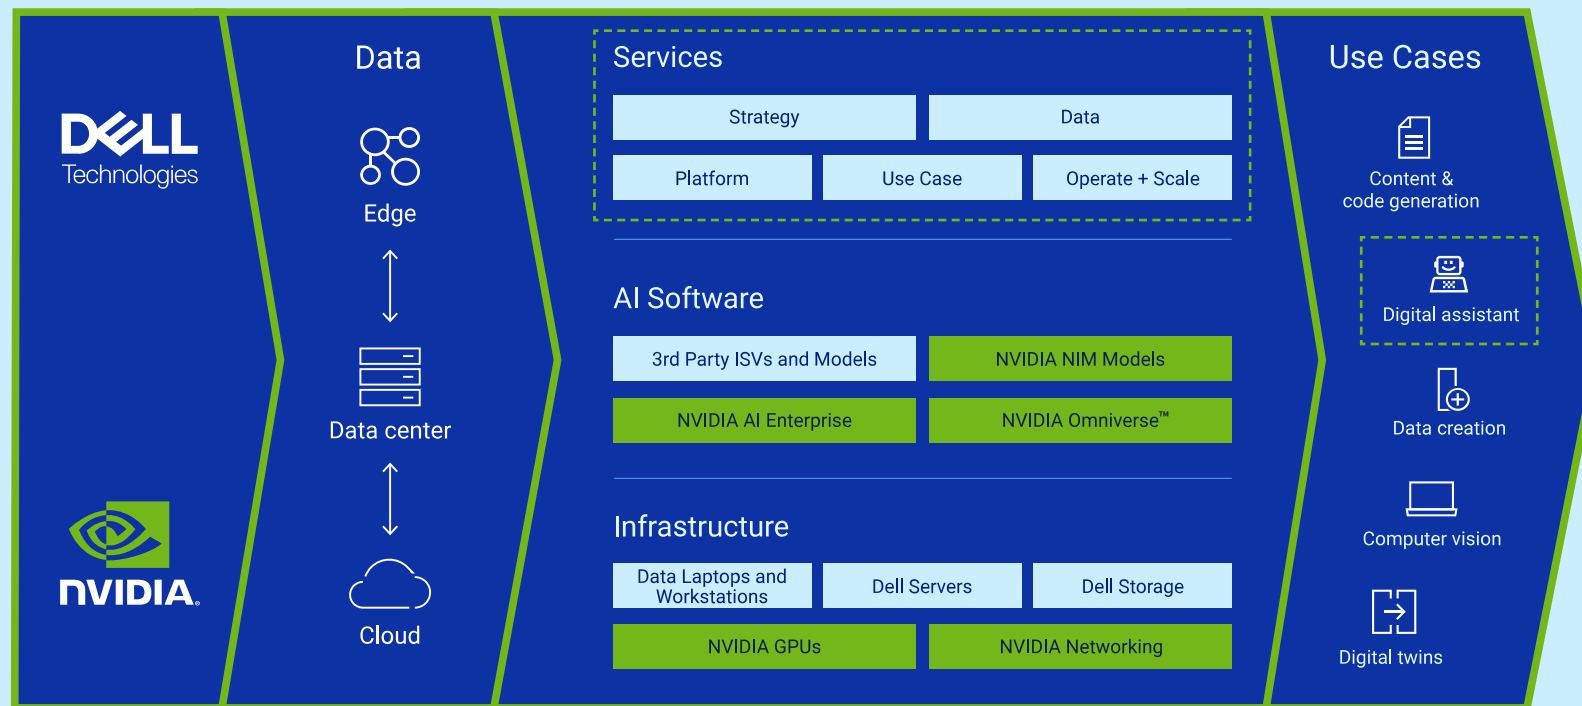 DELL
Technologies
NVIDIA.
Data
Edge
Data center
Cloud
Services
Strategy
Data
Platform
Use Case
Operate + Scale
AI Software
3rd Party ISVs and Models
NVIDIA NIM Models
NVIDIA AI Enterprise
NVIDIA Omniverse™
Infrastructure
Data Laptops and
Workstations
Dell Servers
Dell Storage
NVIDIA GPUs
NVIDIA Networking
Use Cases
Content &
code generation
Digital assistant
Data creation
Computer vision
Digital twins